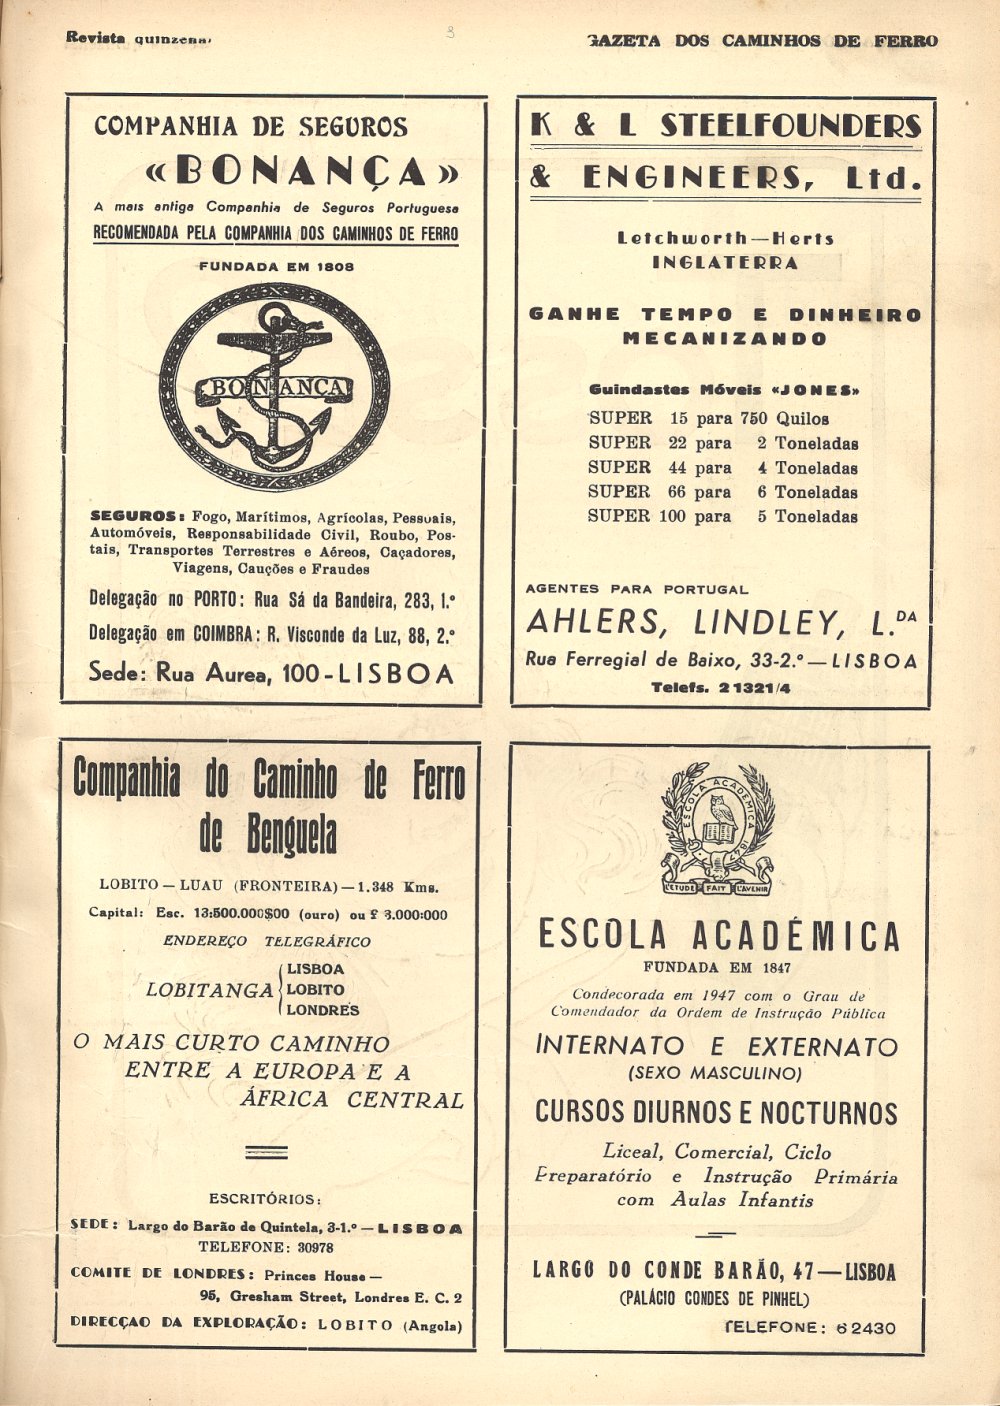 Revista quinzenal
3
GAZETA DOS CAMINHOS DE FERRO
COMPANHIA DE SEGUROS
«BONANÇA»
A mais antiga Companhia de Seguros Portuguesa
RECOMENDADA PELA COMPANHIA DOS CAMINHOS DE FERRO
FUNDADA EM 1808
BONANÇA
SEGUROS: Fogo, Marítimos, Agrícolas, Pessoais,
Automóveis, Responsabilidade Civil, Roubo, Pos-
tais, Transportes Terrestres e Aéreos, Caçadores,
Viagens, Cauções e Fraudes
Delegação no PORTO: Rua Sá da Bandeira, 283, 1.º
Delegação em COIMBRA: R. Visconde da Luz, 88, 2.º
Sede: Rua Aurea, 100 - LISBOA
K & L STEELFOUNDERS
& ENGINEERS, Ltd.
Letchworth—Herts
INGLATERRA
GANHE TEMPO E DINHEIRO
MECANIZANDO
Guindastes Móveis «JONES»
SUPER 15 para 750 Quilos
SUPER 22 para 2 Toneladas
SUPER 44 para 4 Toneladas
SUPER 66 para 6 Toneladas
SUPER 100 para 5 Toneladas
AGENTES PARA PORTUGAL
AHLERS, LINDLEY, L.DA
Rua Ferregial de Baixo, 33-2.º — LISBOA
Telefs. 21321/4
Companhia do Caminho de Ferro
de Benguela
LOBITO — LUAU (FRONTEIRA) — 1.348 Kms.
Capital: Esc. 13:500.000$00 (ouro) ou £ 3.000:000
ENDEREÇO TELEGRÁFICO
LOBITANGA
LISBOA
LOBITO
LONDRES
O MAIS CURTO CAMINHO
ENTRE A EUROPA E A
ÁFRICA CENTRAL
ESCRITÓRIOS:
SEDE: Largo do Barão de Quintela, 3-1.º — LISBOA
TELEFONE: 30978
COMITE DE LONDRES: Princes House —
95, Gresham Street, Londres E. C. 2
DIRECÇAO DA EXPLORAÇÃO: LOBITO (Angola)
ESCOLA ACADEMICA
1847
L'ETUDE FAIT L'AVENIR
ESCOLA ACADÉMICA
FUNDADA EM 1847
Condecorada em 1947 com o Grau de
Comendador da Ordem de Instrução Pública
INTERNATO E EXTERNATO
(SEXO MASCULINO)
CURSOS DIURNOS E NOCTURNOS
Liceal, Comercial, Ciclo
Preparatório e Instrução Primária
com Aulas Infantis
LARGO DO CONDE BARÃO, 47 — LISBOA
(PALÁCIO CONDES DE PINHEL)
TELEFONE: 62430